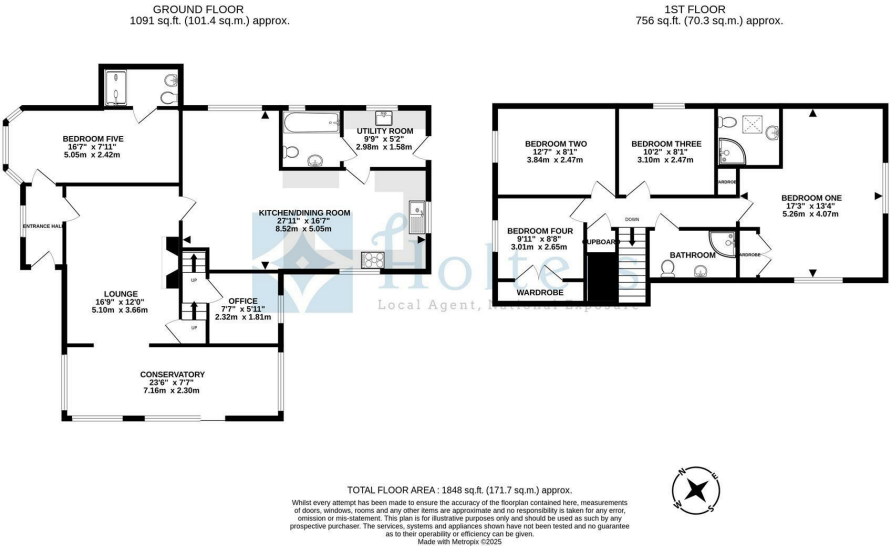 GROUND FLOOR
1091 sq.ft. (101.4 sq.m.) approx.
1ST FLOOR
756 sq.ft. (70.3 sq.m.) approx.
BEDROOM FIVE
16'7" x 7'11"
5.05m x 2.42m
UTILITY ROOM
9'9" x 5'2"
2.98m x 1.58m
ENTRANCE HALL
KITCHEN/DINING ROOM
27'11" x 16'7"
8.52m x 5.05m
LOUNGE
16'9" x 12'0"
5.10m x 3.66m
UP
UP
OFFICE
7'7" x 5'11"
2.32m x 1.81m
CONSERVATORY
23'6" x 7'7"
7.16m x 2.30m
BEDROOM TWO
12'7" x 8'1"
3.84m x 2.47m
BEDROOM THREE
10'2" x 8'1"
3.10m x 2.47m
BEDROOM ONE
17'3" x 13'4"
5.26m x 4.07m
BEDROOM FOUR
9'11" x 8'8"
3.01m x 2.65m
DOWN
CUPBOARD
BATHROOM
WARDROBE
Holters
Local Agent, National Exposure
TOTAL FLOOR AREA : 1848 sq.ft. (171.7 sq.m.) approx.
Whilst every attempt has been made to ensure the accuracy of the floorplan contained here, measurements
of doors, windows, rooms and any other items are approximate and no responsibility is taken for any error,
omission or mis-statement. This plan is for illustrative purposes only and should be used as such by any
prospective purchaser. The services, systems and appliances shown have not been tested and no guarantee
as to their operability or efficiency can be given.
Made with Metropix ©2025
N
E
S
W